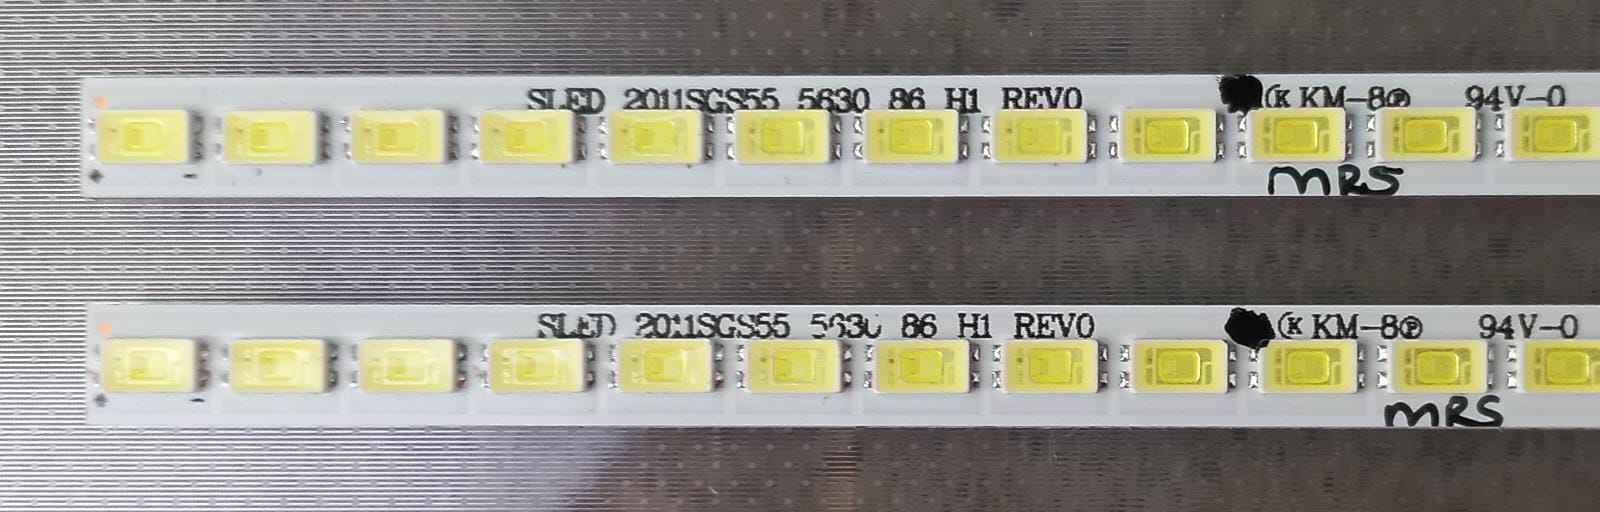 SLED 2011SGS55 5630 86 H1 REV0 KM-8 94V-0
MRS
SLED 2011SGS55 5630 86 H1 REV0 KM-8 94V-0
MRS